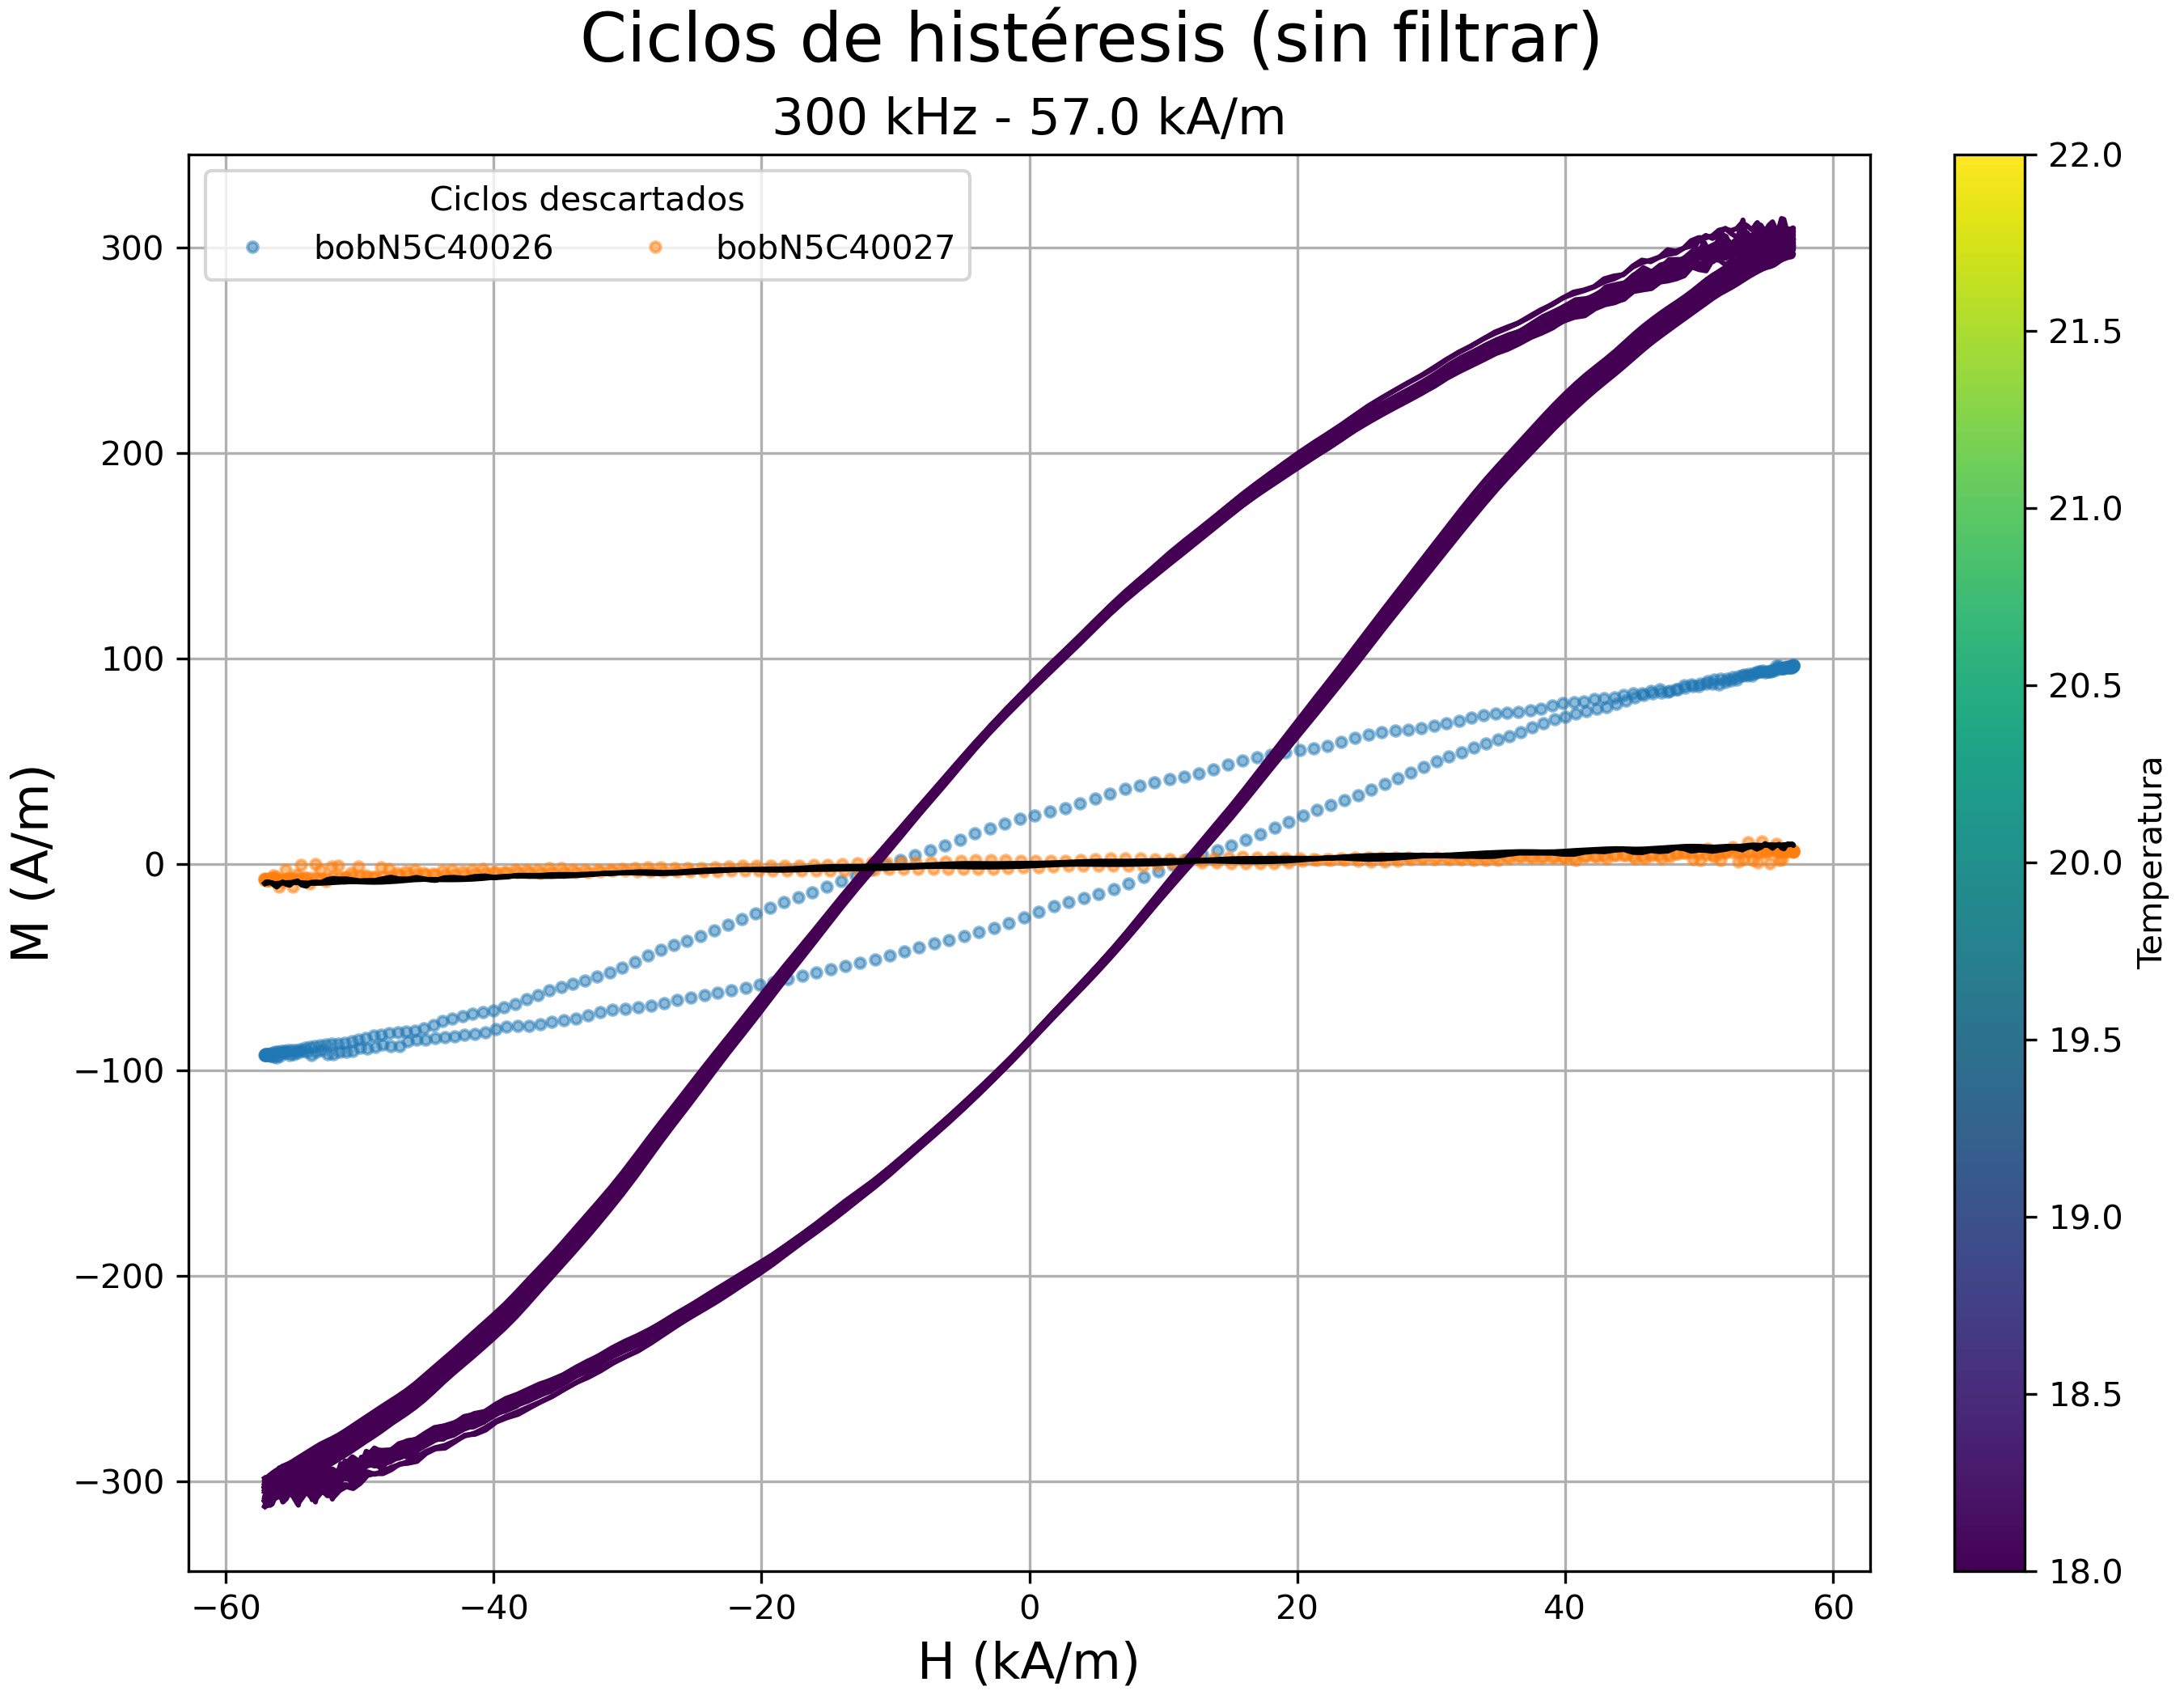 Ciclos de histéresis (sin filtrar)
300 kHz - 57.0 kA/m
Ciclos descartados
bobN5C40026 bobN5C40027
300
200
100
0
−100
−200
−300
M (A/m)
−60 −40 −20 0 20 40 60
H (kA/m)
22.0
21.5
21.0
20.5
20.0
19.5
19.0
18.5
18.0
Temperatura